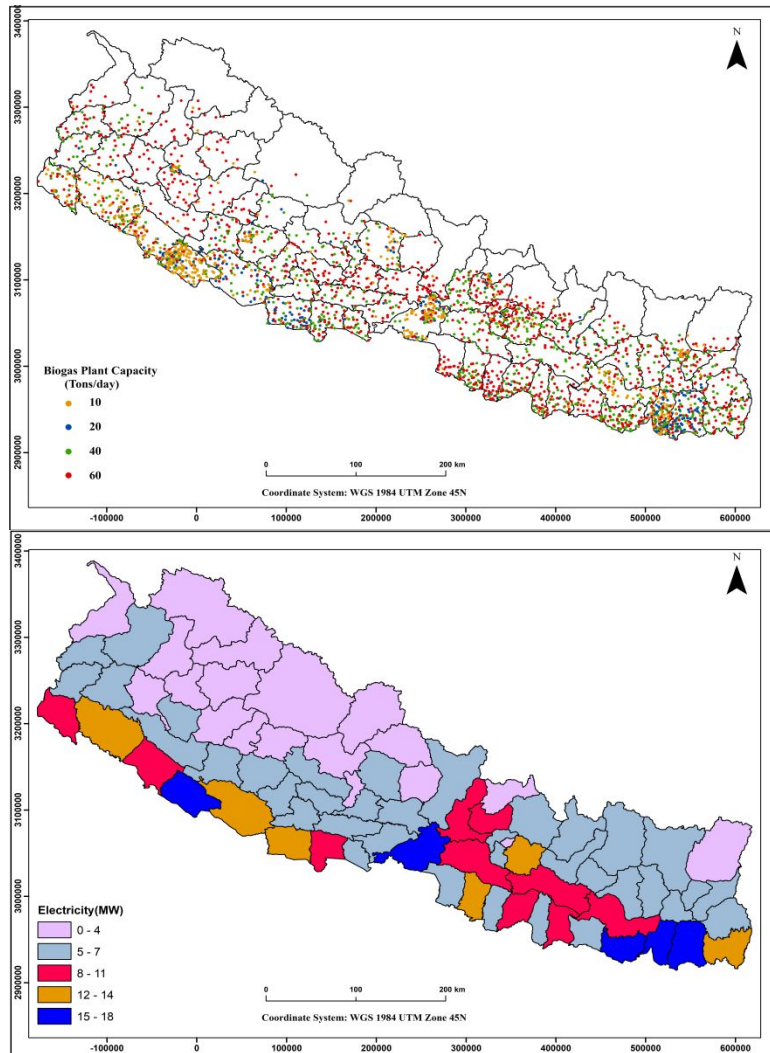 3400000
N
3300000
3200000
3100000
3000000
2900000
Biogas Plant Capacity
(Tons/day)
10
20
40
60
0 100 200 km
Coordinate System: WGS 1984 UTM Zone 45N
-100000 0 100000 200000 300000 400000 500000 600000
3400000
N
3300000
3200000
3100000
3000000
2900000
Electricity(MW)
0 - 4
5 - 7
8 - 11
12 - 14
15 - 18
0 100 200 km
Coordinate System: WGS 1984 UTM Zone 45N
-100000 0 100000 200000 300000 400000 500000 600000